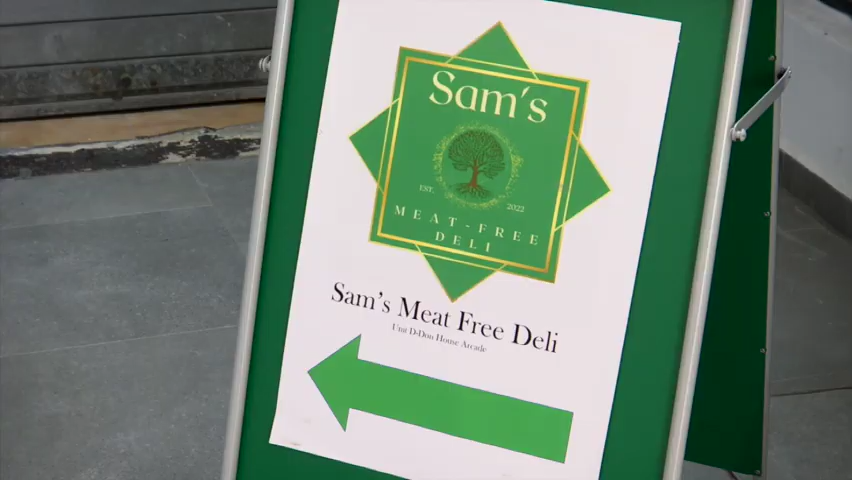 Sam's
EST. 2022
MEAT-FREE
DELI
Sam's Meat Free Deli
Unit D-Don House Arcade